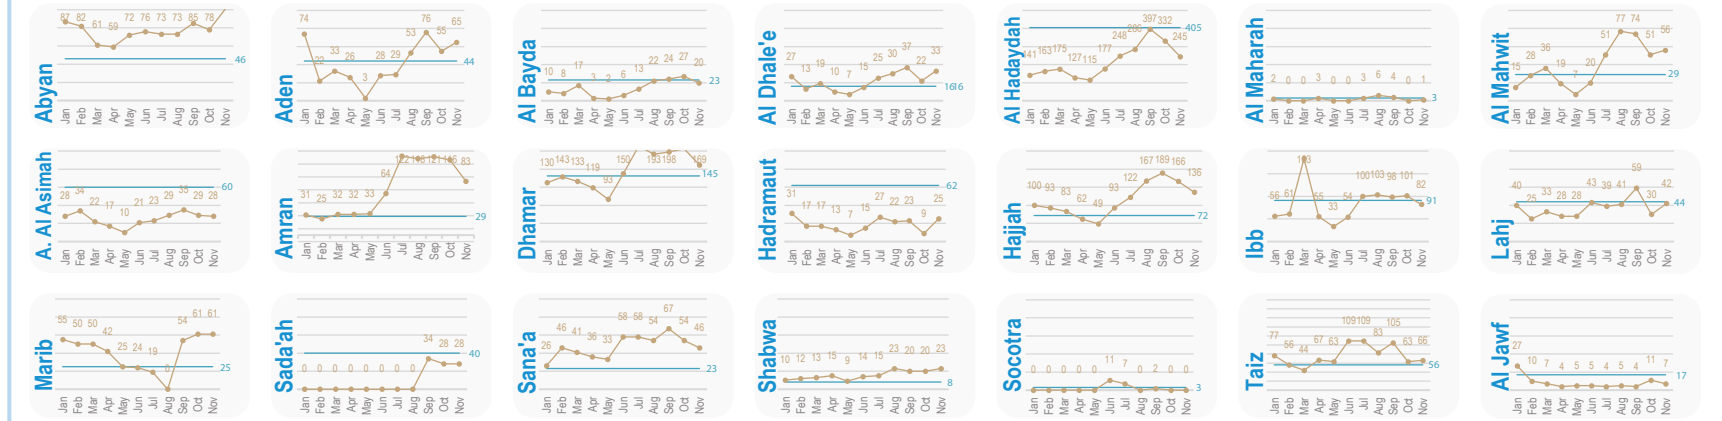 Abyan
87 82 61 59 72 76 73 73 85 78
46
Jan Feb Mar Apr May Jun Jul Aug Sep Oct Nov
Aden
74 22 33 26 3 28 29 53 76 55 65
44
Jan Feb Mar Apr May Jun Jul Aug Sep Oct Nov
Al Bayda
10 8 17 3 2 6 13 22 24 27 20
23
Jan Feb Mar Apr May Jun Jul Aug Sep Oct Nov
Al Dhale'e
27 13 19 10 7 15 25 30 37 22 33
1616
Jan Feb Mar Apr May Jun Jul Aug Sep Oct Nov
Al Hadaydah
141 163 175 127 115 177 248 397 332 245
405
Jan Feb Mar Apr May Jun Jul Aug Sep Oct Nov
Al Maharah
2 0 0 3 0 0 3 6 4 0 1
3
Jan Feb Mar Apr May Jun Jul Aug Sep Oct Nov
Al Mahwit
15 28 36 19 7 20 51 77 74 51 56
29
Jan Feb Mar Apr May Jun Jul Aug Sep Oct Nov
A. Al Asimah
28 34 22 17 10 21 23 29 35 29 28
60
Jan Feb Mar Apr May Jun Jul Aug Sep Oct Nov
Amran
31 25 32 32 33 64 122 83
29
Jan Feb Mar Apr May Jun Jul Aug Sep Oct Nov
Dhamar
130 143 133 119 93 150 193 198 169
145
Jan Feb Mar Apr May Jun Jul Aug Sep Oct Nov
Hadramaut
31 17 17 13 7 15 27 22 23 9 25
62
Jan Feb Mar Apr May Jun Jul Aug Sep Oct Nov
Hajjah
100 93 83 62 49 93 122 167 189 166 136
72
Jan Feb Mar Apr May Jun Jul Aug Sep Oct Nov
Ibb
56 61 55 33 54 100 103 98 101 82
91
Jan Feb Mar Apr May Jun Jul Aug Sep Oct Nov
Lahj
40 25 33 28 28 43 39 41 59 30 42
44
Jan Feb Mar Apr May Jun Jul Aug Sep Oct Nov
Marib
55 50 50 42 25 24 19 0 54 61 61
25
Jan Feb Mar Apr May Jun Jul Aug Sep Oct Nov
Sada'ah
0 0 0 0 0 0 0 0 34 28 28
40
Jan Feb Mar Apr May Jun Jul Aug Sep Oct Nov
Sana'a
26 46 41 36 33 58 58 54 67 54 46
23
Jan Feb Mar Apr May Jun Jul Aug Sep Oct Nov
Shabwa
10 12 13 15 9 14 15 23 20 20 23
8
Jan Feb Mar Apr May Jun Jul Aug Sep Oct Nov
Socotra
0 0 0 0 0 11 7 0 2 0 0
3
Jan Feb Mar Apr May Jun Jul Aug Sep Oct Nov
Taiz
77 56 44 67 63 109 109 83 105 63 66
56
Jan Feb Mar Apr May Jun Jul Aug Sep Oct Nov
Al Jawf
27 10 7 4 5 5 4 5 4 11 7
17
Jan Feb Mar Apr May Jun Jul Aug Sep Oct Nov